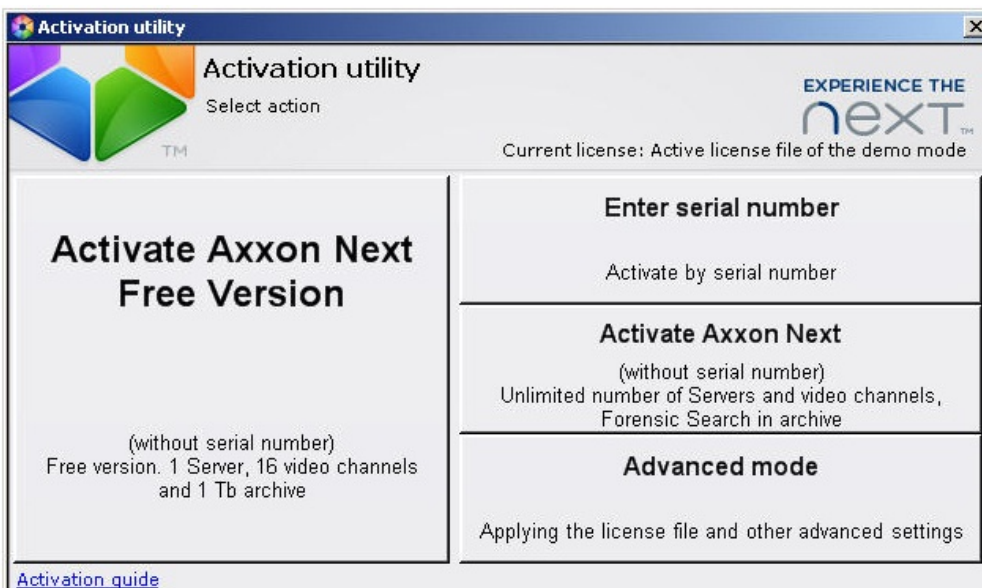 Activation utility
Activation utility
Select action
TM
EXPERIENCE THE
next™
Current license: Active license file of the demo mode
Activate Axxon Next
Free Version
(without serial number)
Free version. 1 Server, 16 video channels
and 1 Tb archive
Enter serial number
Activate by serial number
Activate Axxon Next
(without serial number)
Unlimited number of Servers and video channels,
Forensic Search in archive
Advanced mode
Applying the license file and other advanced settings
Activation guide